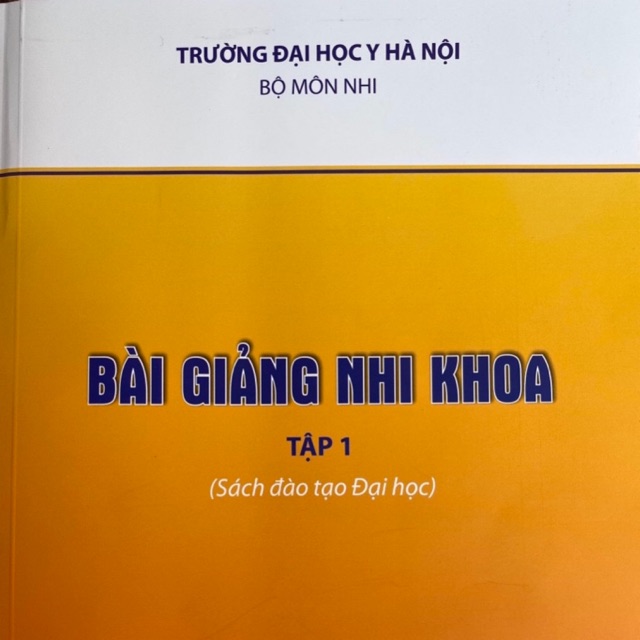 TRƯỜNG ĐẠI HỌC Y HÀ NỘI
BỘ MÔN NHI
BÀI GIẢNG NHI KHOA
TẬP 1
(Sách đào tạo Đại học)